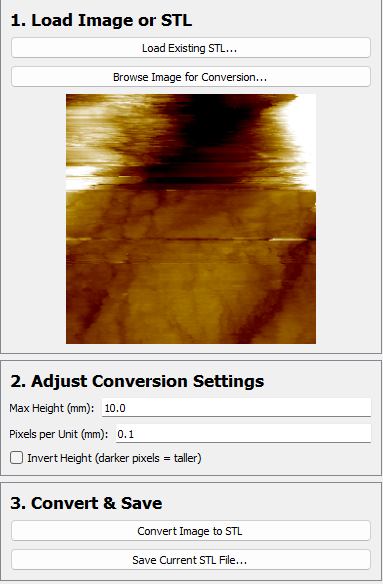 1. Load Image or STL
Load Existing STL...
Browse Image for Conversion...
2. Adjust Conversion Settings
Max Height (mm): 10.0
Pixels per Unit (mm): 0.1
Invert Height (darker pixels = taller)
3. Convert & Save
Convert Image to STL
Save Current STL File...